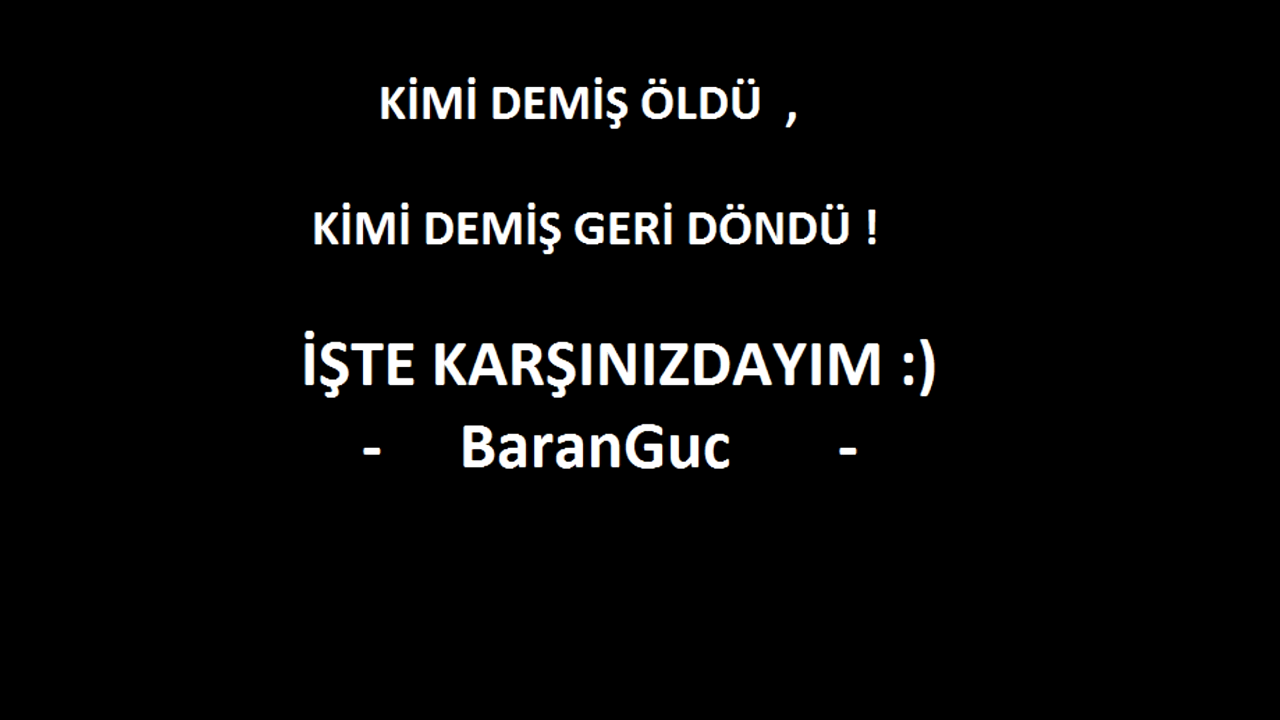 KİMİ DEMİŞ ÖLDÜ ,
KİMİ DEMİŞ GERİ DÖNDÜ !
İŞTE KARŞINIZDAYIM :)
- BaranGuc -